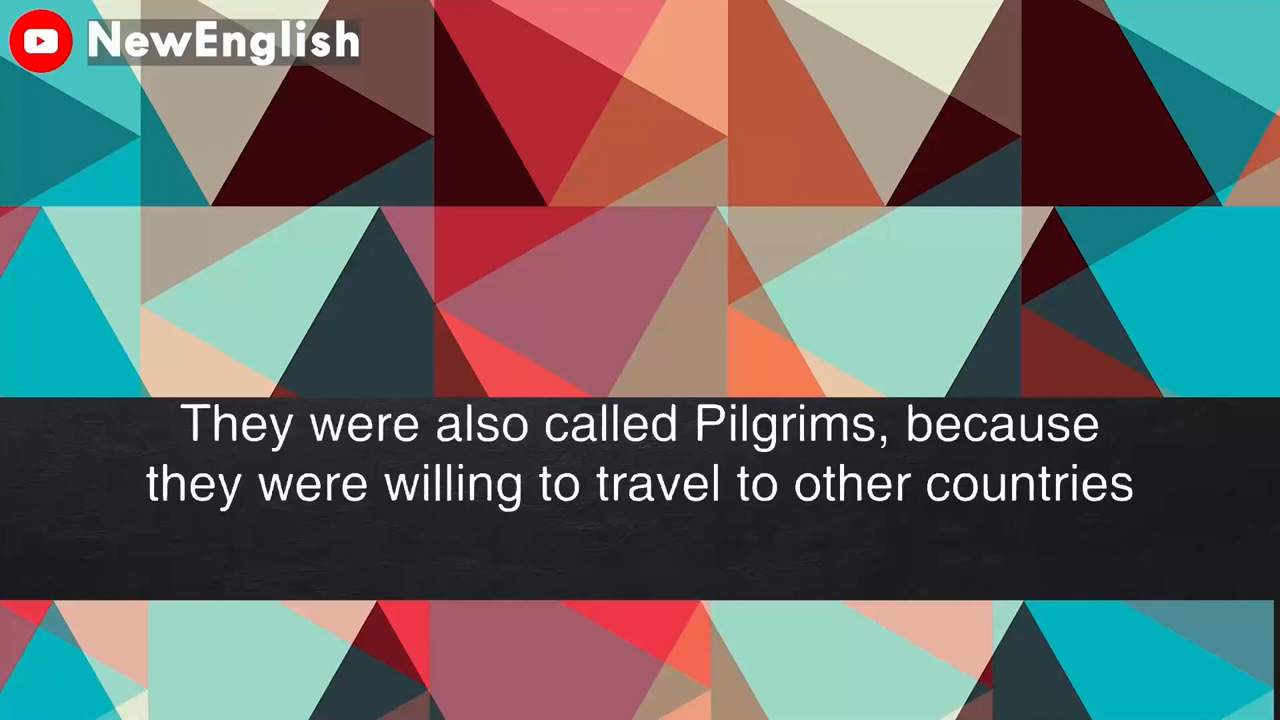 NewEnglish
They were also called Pilgrims, because
they were willing to travel to other countries